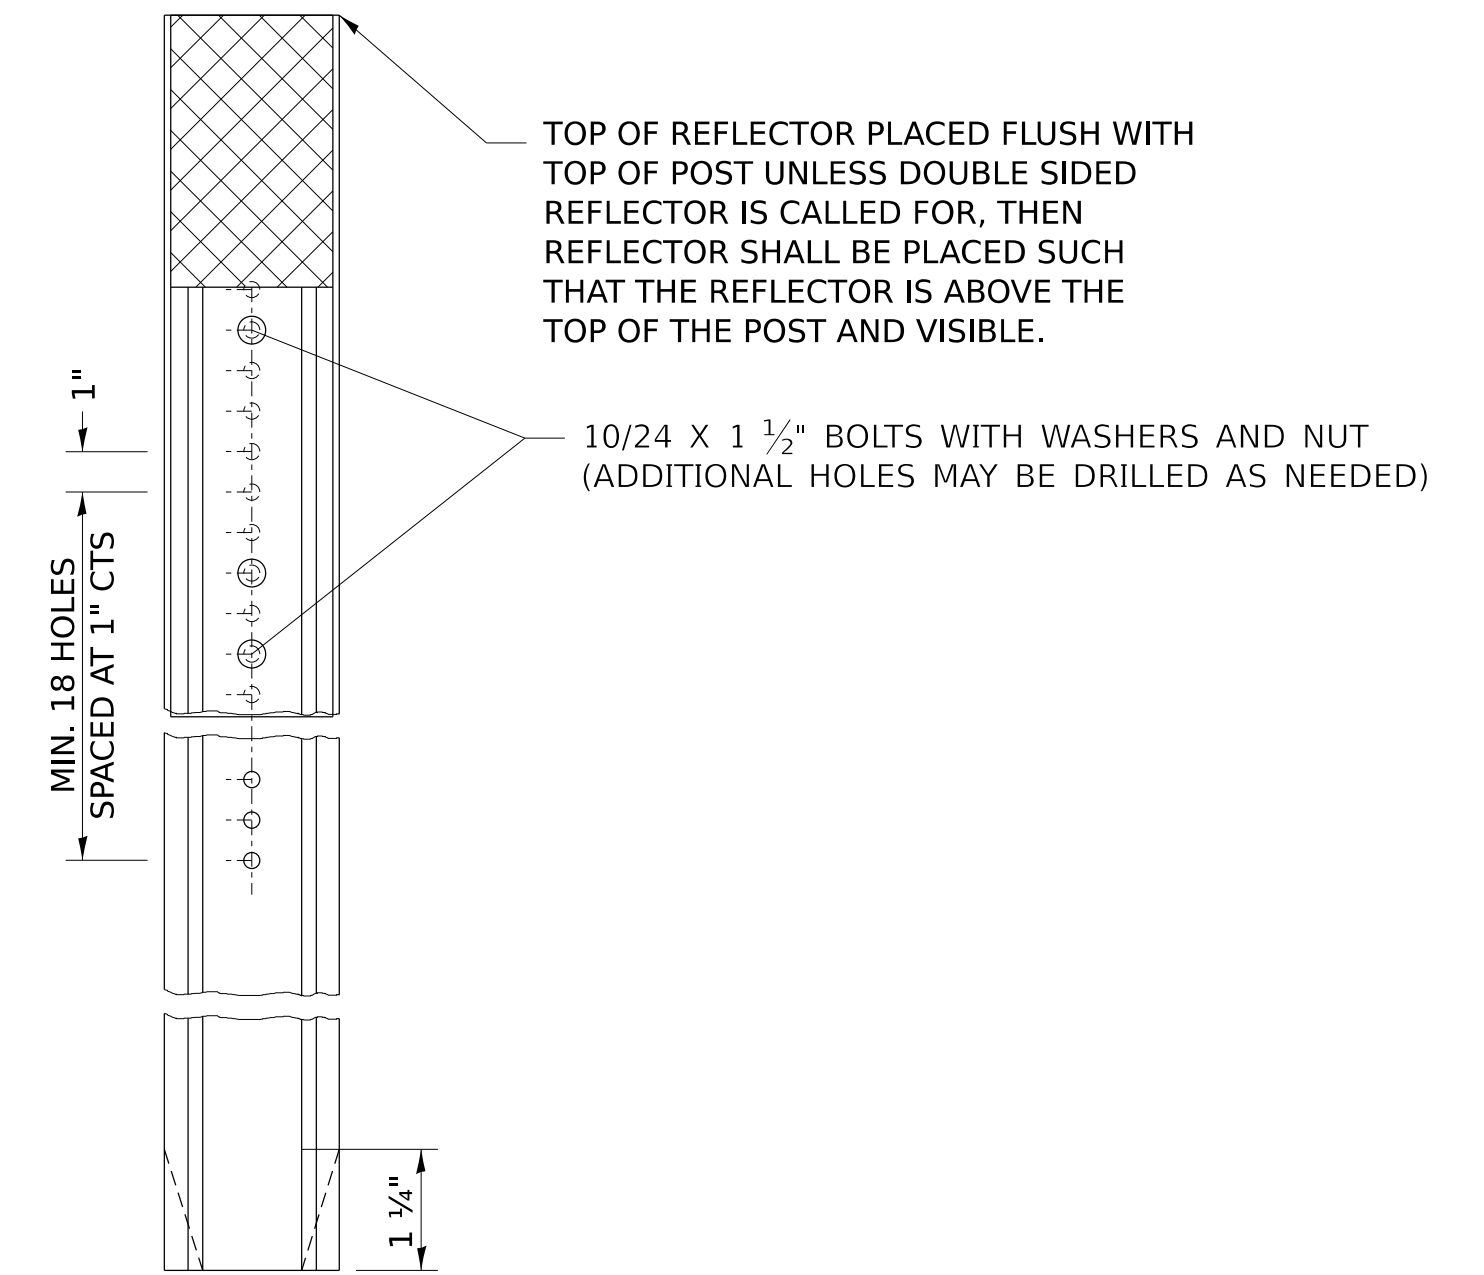 TOP OF REFLECTOR PLACED FLUSH WITH
TOP OF POST UNLESS DOUBLE SIDED
REFLECTOR IS CALLED FOR, THEN
REFLECTOR SHALL BE PLACED SUCH
THAT THE REFLECTOR IS ABOVE THE
TOP OF THE POST AND VISIBLE.
1"
10/24 X 1 ½" BOLTS WITH WASHERS AND NUT
(ADDITIONAL HOLES MAY BE DRILLED AS NEEDED)
MIN. 18 HOLES
SPACED AT 1" CTS
1 ¼"